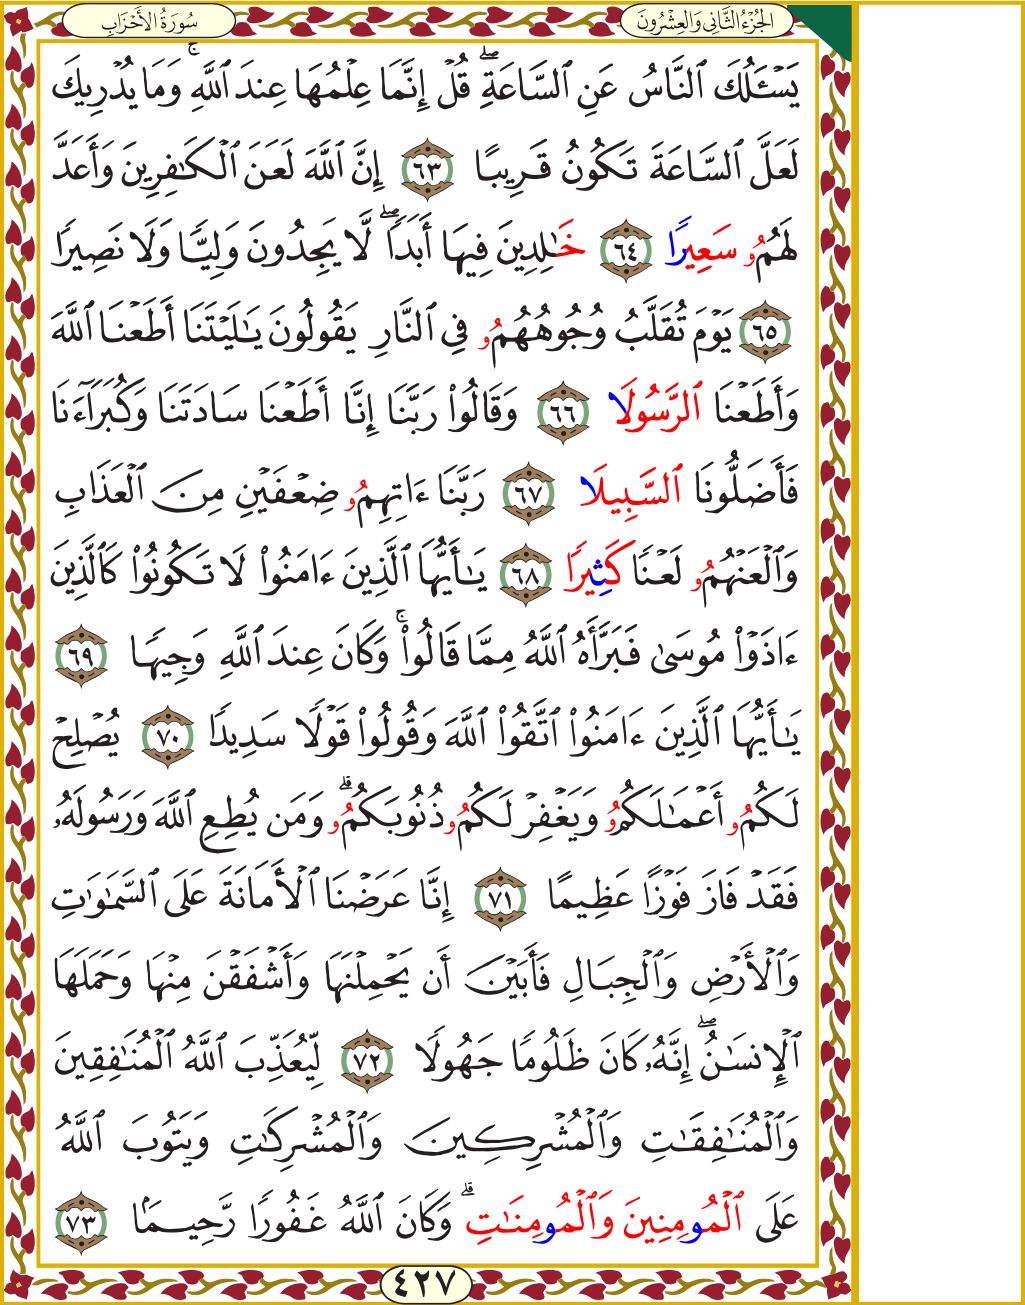 الجُزْءُ الثَّانِي وَالعِشْرُونَ
سُورَةُ الأَحْزَابِ
يَسْـَٔلُكَ ٱلنَّاسُ عَنِ ٱلسَّاعَةِۖ قُلْ إِنَّمَا عِلْمُهَا عِندَ ٱللَّهِۚ وَمَا يُدْرِيكَ
لَعَلَّ ٱلسَّاعَةَ تَكُونُ قَرِيبًا ٦٣ إِنَّ ٱللَّهَ لَعَنَ ٱلْكَٰفِرِينَ وَأَعَدَّ
لَهُمُۥ سَعِيرًا ٦٤ خَٰلِدِينَ فِيهَا أَبَدًاۖ لَّا يَجِدُونَ وَلِيًّا وَلَا نَصِيرًا
٦٥ يَوْمَ تُقَلَّبُ وُجُوهُهُمُۥ فِي ٱلنَّارِ يَقُولُونَ يَٰلَيْتَنَا أَطَعْنَا ٱللَّهَ
وَأَطَعْنَا ٱلرَّسُولَا ٦٦ وَقَالُوا۟ رَبَّنَا إِنَّا أَطَعْنَا سَادَتَنَا وَكُبَرَآءَنَا
فَأَضَلُّونَا ٱلسَّبِيلَا ٦٧ رَبَّنَا ءَاتِهِمُۥ ضِعْفَيْنِ مِنَ ٱلْعَذَابِ
وَٱلْعَنْهُمُۥ لَعْنًا كَثِيرًا ٦٨ يَٰأَيُّهَا ٱلَّذِينَ ءَامَنُوا۟ لَا تَكُونُوا۟ كَٱلَّذِينَ
ءَاذَوْا۟ مُوسَىٰ فَبَرَّأَهُ ٱللَّهُ مِمَّا قَالُوا۟ۚ وَكَانَ عِندَ ٱللَّهِ وَجِيهًا ٦٩
يَٰأَيُّهَا ٱلَّذِينَ ءَامَنُوا۟ ٱتَّقُوا۟ ٱللَّهَ وَقُولُوا۟ قَوْلًا سَدِيدًا ٧٠ يُصْلِحْ
لَكُمُۥ أَعْمَٰلَكُمُۥ وَيَغْفِرْ لَكُمُۥ ذُنُوبَكُمُۥۗ وَمَن يُطِعِ ٱللَّهَ وَرَسُولَهُۥ
فَقَدْ فَازَ فَوْزًا عَظِيمًا ٧١ إِنَّا عَرَضْنَا ٱلْأَمَانَةَ عَلَى ٱلسَّمَٰوَٰتِ
وَٱلْأَرْضِ وَٱلْجِبَالِ فَأَبَيْنَ أَن يَحْمِلْنَهَا وَأَشْفَقْنَ مِنْهَا وَحَمَلَهَا
ٱلْإِنسَٰنُۖ إِنَّهُۥ كَانَ ظَلُومًا جَهُولًا ٧٢ لِّيُعَذِّبَ ٱللَّهُ ٱلْمُنَٰفِقِينَ
وَٱلْمُنَٰفِقَٰتِ وَٱلْمُشْرِكِينَ وَٱلْمُشْرِكَٰتِ وَيَتُوبَ ٱللَّهُ
عَلَى ٱلْمُومِنِينَ وَٱلْمُومِنَٰتِۗ وَكَانَ ٱللَّهُ غَفُورًا رَّحِيمًۢا ٧٣
٤٢٧